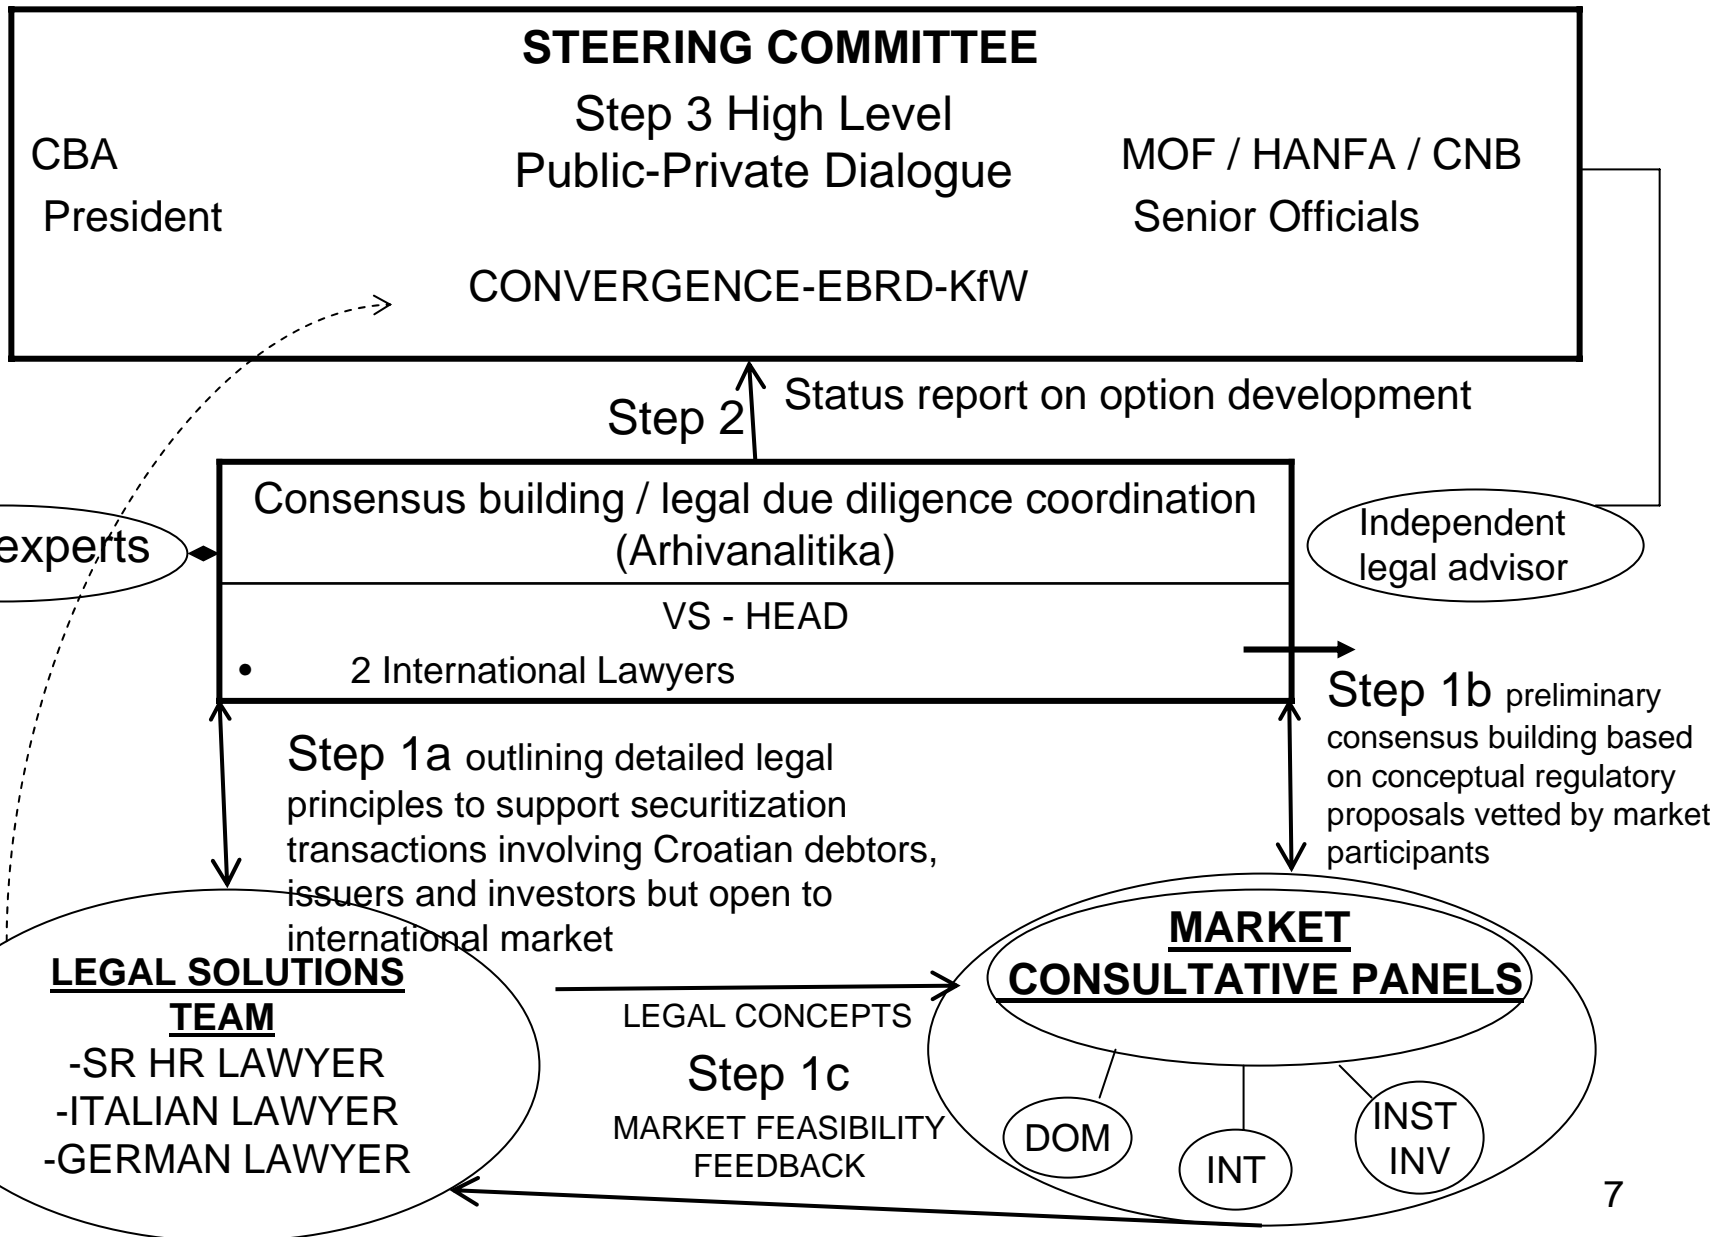 STEERING COMMITTEE
Step 3 High Level
Public-Private Dialogue
CBA
President
MOF / HANFA / CNB
Senior Officials
CONVERGENCE-EBRD-KfW
Step 2
Status report on option development
Consensus building / legal due diligence coordination
(Arhivanalitika)
VS - HEAD
• 2 International Lawyers
experts
Independent
legal advisor
Step 1a outlining detailed legal
principles to support securitization
transactions involving Croatian debtors,
issuers and investors but open to
international market
Step 1b preliminary
consensus building based
on conceptual regulatory
proposals vetted by market
participants
LEGAL SOLUTIONS
TEAM
-SR HR LAWYER
-ITALIAN LAWYER
-GERMAN LAWYER
LEGAL CONCEPTS
Step 1c
MARKET FEASIBILITY
FEEDBACK
MARKET
CONSULTATIVE PANELS
DOM
INT
INST
INV
7